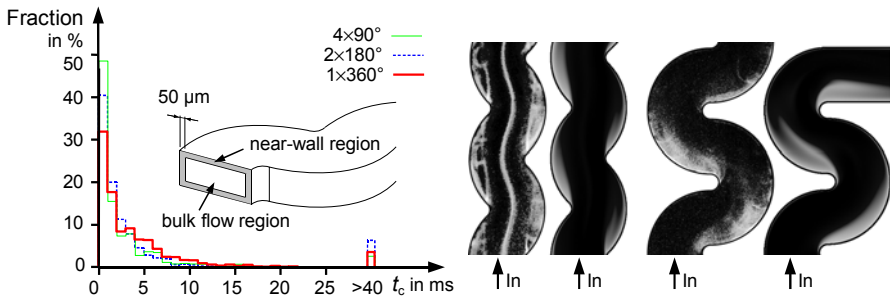 Fraction
in %
50
40
30
20
10
0
0
5
10
15
20
25
>40
t_c in ms
4×90°
2×180°
1×360°
50 µm
near-wall region
bulk flow region
In
In
In
In